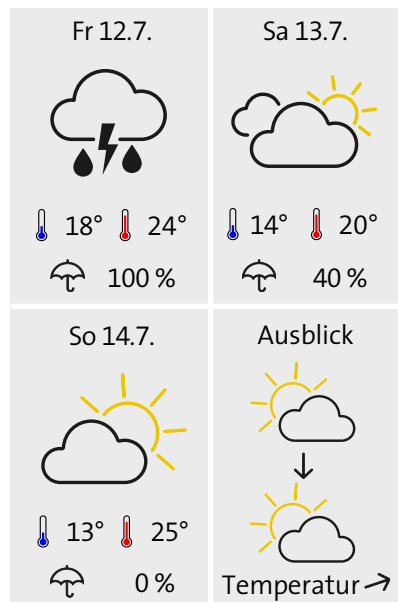 Fr 12.7.
18° 24°
100 %
Sa 13.7.
14° 20°
40 %
So 14.7.
13° 25°
0 %
Ausblick
Temperatur